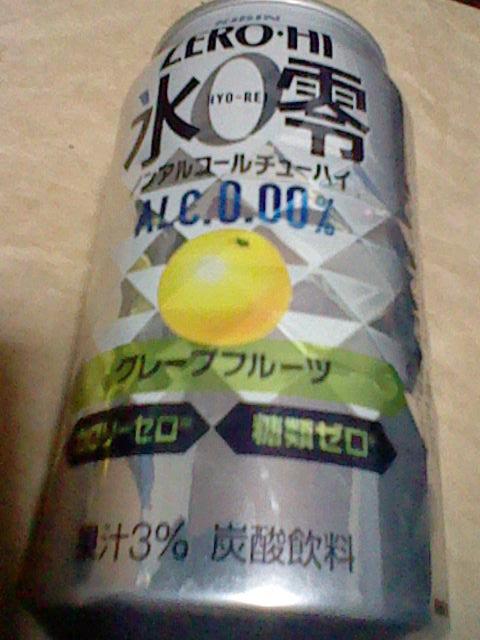 KIRIN
ZERO・HI
氷零
HYO-REI
ノンアルコールチューハイ
ALC.0.00%
グレープフルーツ
カロリーゼロ 糖類ゼロ
果汁3% 炭酸飲料